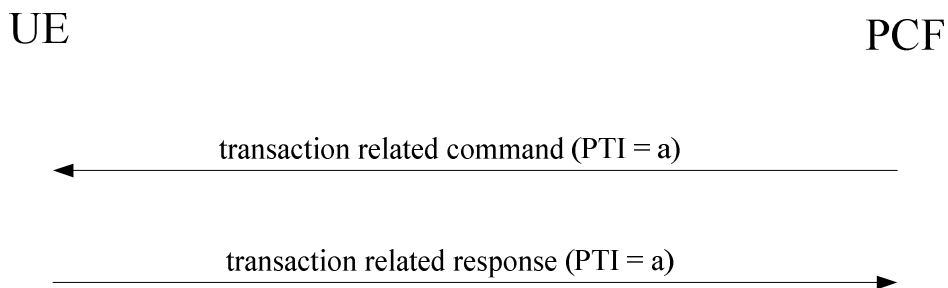 UE PCF
transaction related command (PTI = a)
transaction related response (PTI = a)